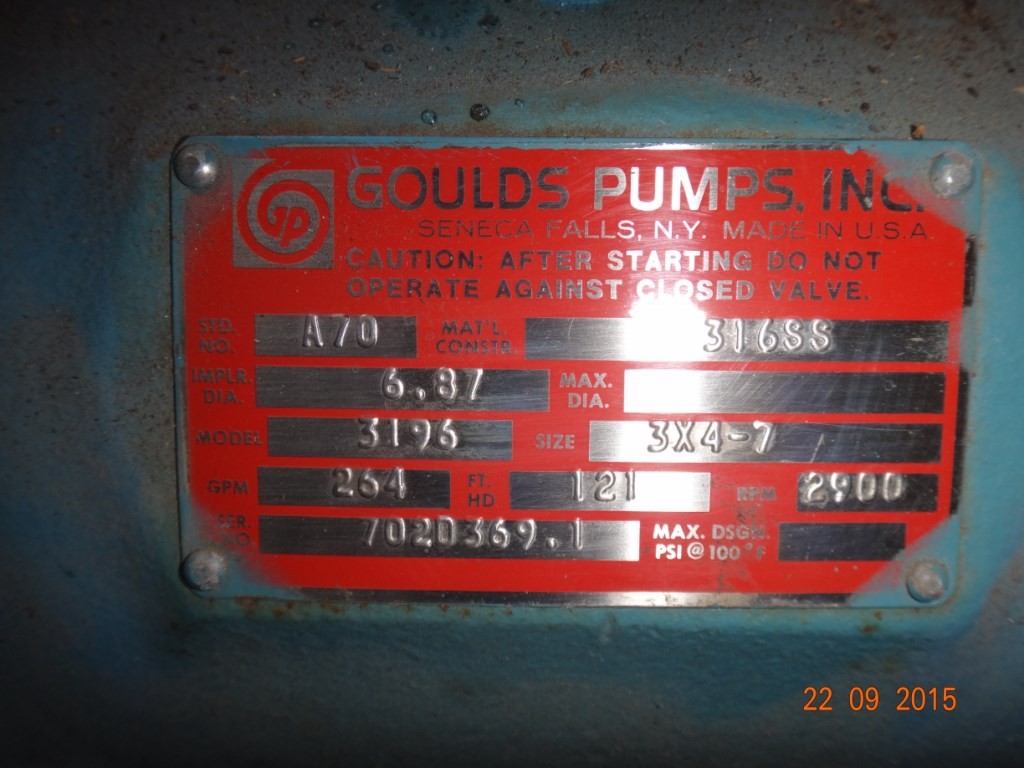 GP
GOULDS PUMPS, INC.
SENECA FALLS, N.Y. MADE IN U.S.A.
CAUTION: AFTER STARTING DO NOT
OPERATE AGAINST CLOSED VALVE.
STD. NO. A70 MAT'L. CONSTR. 316SS
IMPLR. DIA. 6.87 MAX. DIA.
MODEL 3196 SIZE 3X4-7
GPM 264 FT. HD 121 RPM 2900
SER. NO. 702D369.1 MAX. DSGN. PSI @ 100°F
22 09 2015